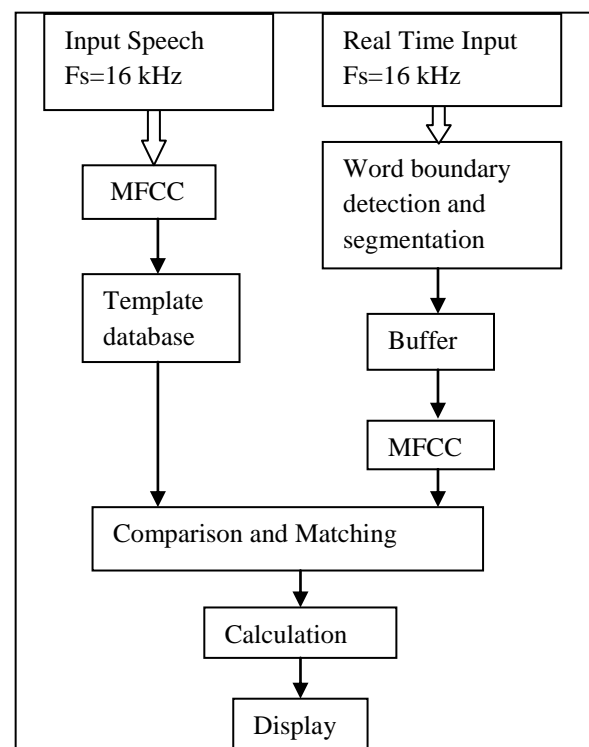 Input Speech
Fs=16 kHz
Real Time Input
Fs=16 kHz
MFCC
Word boundary
detection and
segmentation
Template
database
Buffer
MFCC
Comparison and Matching
Calculation
Display